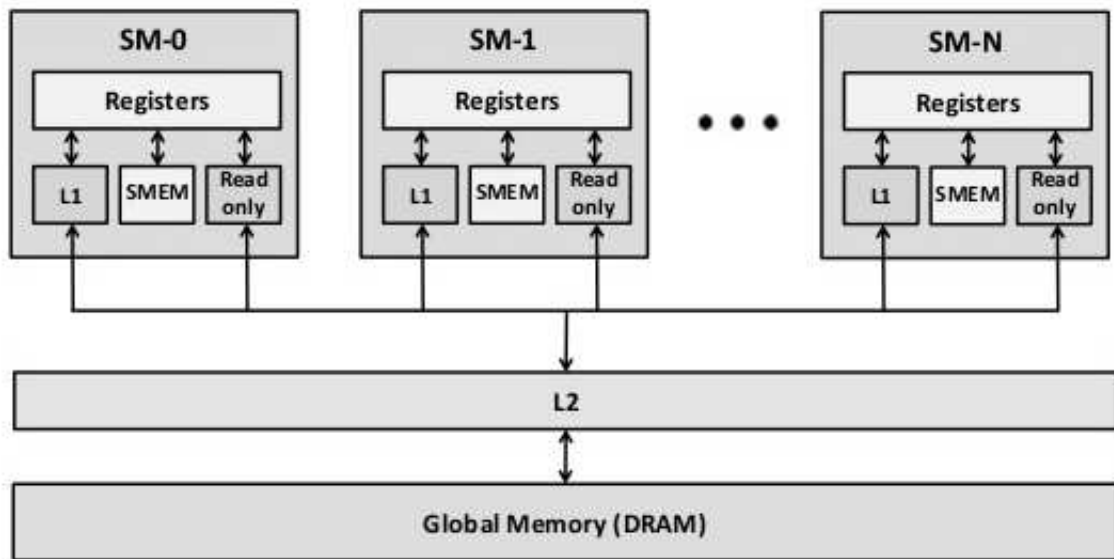 SM-0
Registers
L1
SMEM
Read
only
SM-1
Registers
L1
SMEM
Read
only
SM-N
Registers
L1
SMEM
Read
only
L2
Global Memory (DRAM)